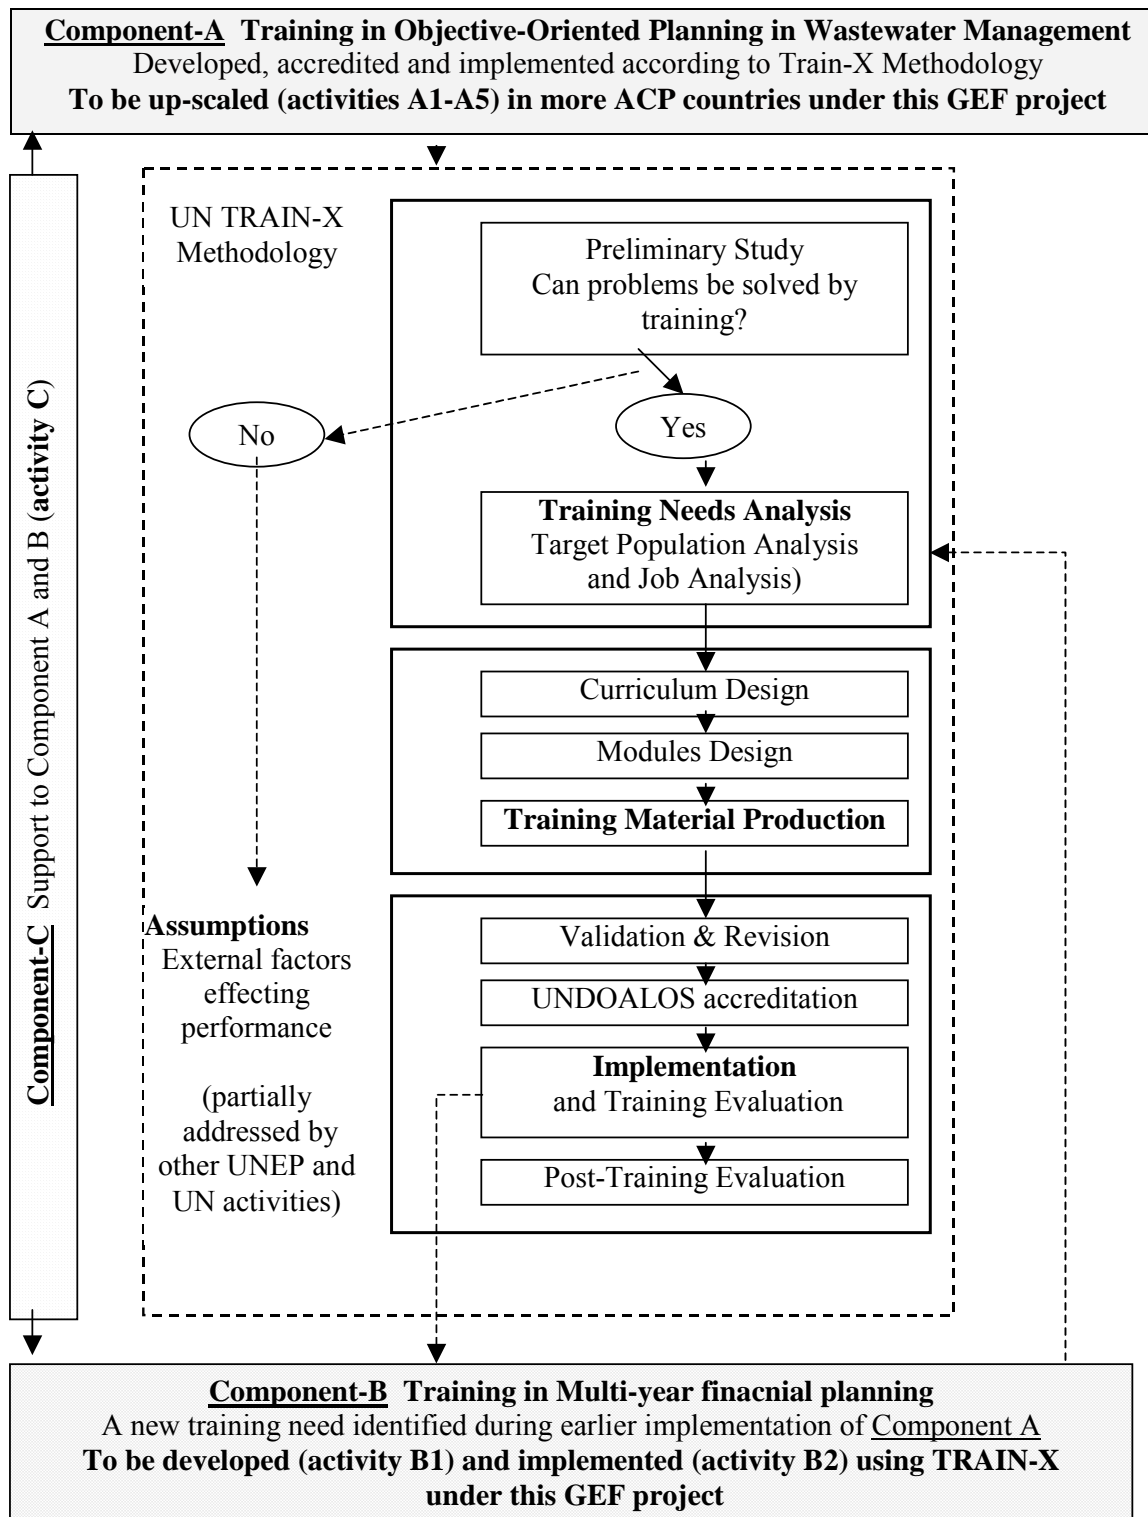 Component-A Training in Objective-Oriented Planning in Wastewater Management
Developed, accredited and implemented according to Train-X Methodology
To be up-scaled (activities A1-A5) in more ACP countries under this GEF project
Component-C Support to Component A and B (activity C)
UN TRAIN-X
Methodology
Preliminary Study
Can problems be solved by
training?
No
Yes
Training Needs Analysis
Target Population Analysis
and Job Analysis)
Curriculum Design
Modules Design
Training Material Production
Assumptions
External factors
effecting
performance
(partially
addressed by
other UNEP and
UN activities)
Validation & Revision
UNDOALOS accreditation
Implementation
and Training Evaluation
Post-Training Evaluation
Component-B Training in Multi-year finacnial planning
A new training need identified during earlier implementation of Component A
To be developed (activity B1) and implemented (activity B2) using TRAIN-X
under this GEF project